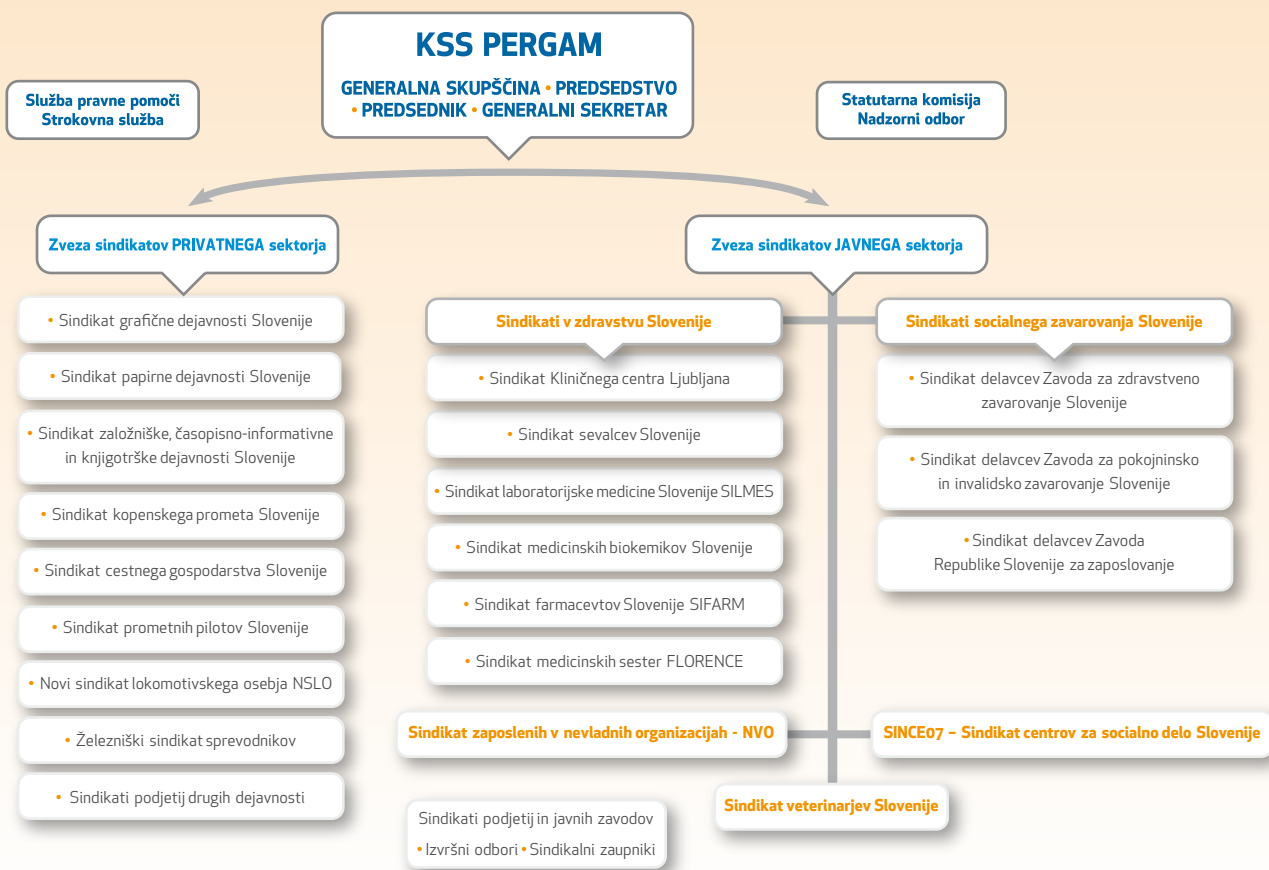 KSS PERGAM
GENERALNA SKUPŠČINA • PREDSEDSTVO
• PREDSEDNIK • GENERALNI SEKRETAR
Služba pravne pomoči
Strokovna služba
Statutarna komisija
Nadzorni odbor
Zveza sindikatov PRIVATNEGA sektorja
• Sindikat grafične dejavnosti Slovenije
• Sindikat papirne dejavnosti Slovenije
• Sindikat založniške, časopisno-informativne
in knjigotrške dejavnosti Slovenije
• Sindikat kopenskega prometa Slovenije
• Sindikat cestnega gospodarstva Slovenije
• Sindikat prometnih pilotov Slovenije
• Novi sindikat lokomotivskega osebja NSLO
• Železniški sindikat sprevodnikov
• Sindikati podjetij drugih dejavnosti
Zveza sindikatov JAVNEGA sektorja
Sindikati v zdravstvu Slovenije
• Sindikat Kliničnega centra Ljubljana
• Sindikat sevalcev Slovenije
• Sindikat laboratorijske medicine Slovenije SILMES
• Sindikat medicinskih biokemikov Slovenije
• Sindikat farmacevtov Slovenije SIFARM
• Sindikat medicinskih sester FLORENCE
Sindikati socialnega zavarovanja Slovenije
• Sindikat delavcev Zavoda za zdravstveno
zavarovanje Slovenije
• Sindikat delavcev Zavoda za pokojninsko
in invalidsko zavarovanje Slovenije
• Sindikat delavcev Zavoda
Republike Slovenije za zaposlovanje
Sindikat zaposlenih v nevladnih organizacijah - NVO
SINCE07 – Sindikat centrov za socialno delo Slovenije
Sindikat veterinarjev Slovenije
Sindikati podjetij in javnih zavodov
• Izvršni odbori • Sindikalni zaupniki